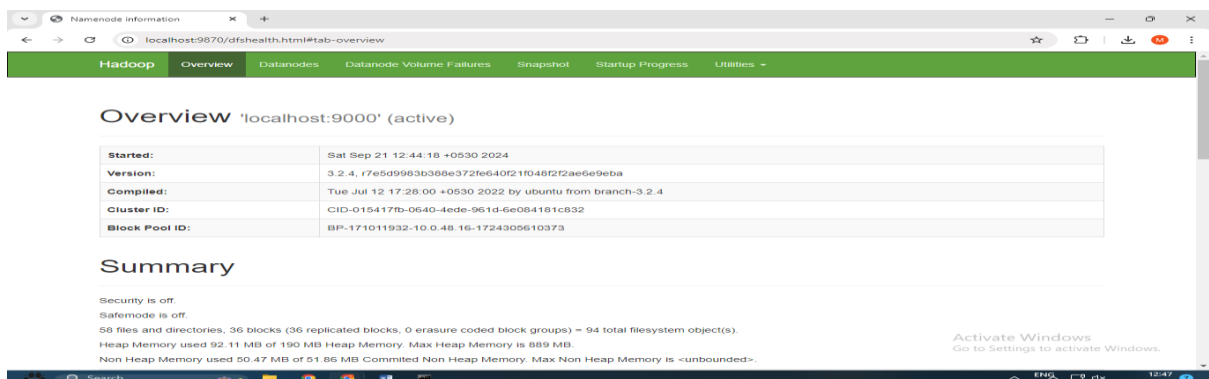 Namenode information
localhost:9870/dfshealth.html#tab-overview
M
Hadoop Overview Datanodes Datanode Volume Failures Snapshot Startup Progress Utilities
Overview 'localhost:9000' (active)
Started: Sat Sep 21 12:44:18 +0530 2024
Version: 3.2.4, r7e5d9983b388e372fe640f21f048f2f2ae6e9eba
Compiled: Tue Jul 12 17:28:00 +0530 2022 by ubuntu from branch-3.2.4
Cluster ID: CID-015417fb-0640-4ede-961d-6e084181c832
Block Pool ID: BP-171011932-10.0.48.16-1724305610373
Summary
Security is off.
Safemode is off.
58 files and directories, 36 blocks (36 replicated blocks, 0 erasure coded block groups) = 94 total filesystem object(s).
Heap Memory used 92.11 MB of 190 MB Heap Memory. Max Heap Memory is 889 MB.
Non Heap Memory used 50.47 MB of 51.86 MB Commited Non Heap Memory. Max Non Heap Memory is <unbounded>.
Activate Windows
Go to Settings to activate Windows.
Search ENG 12:47